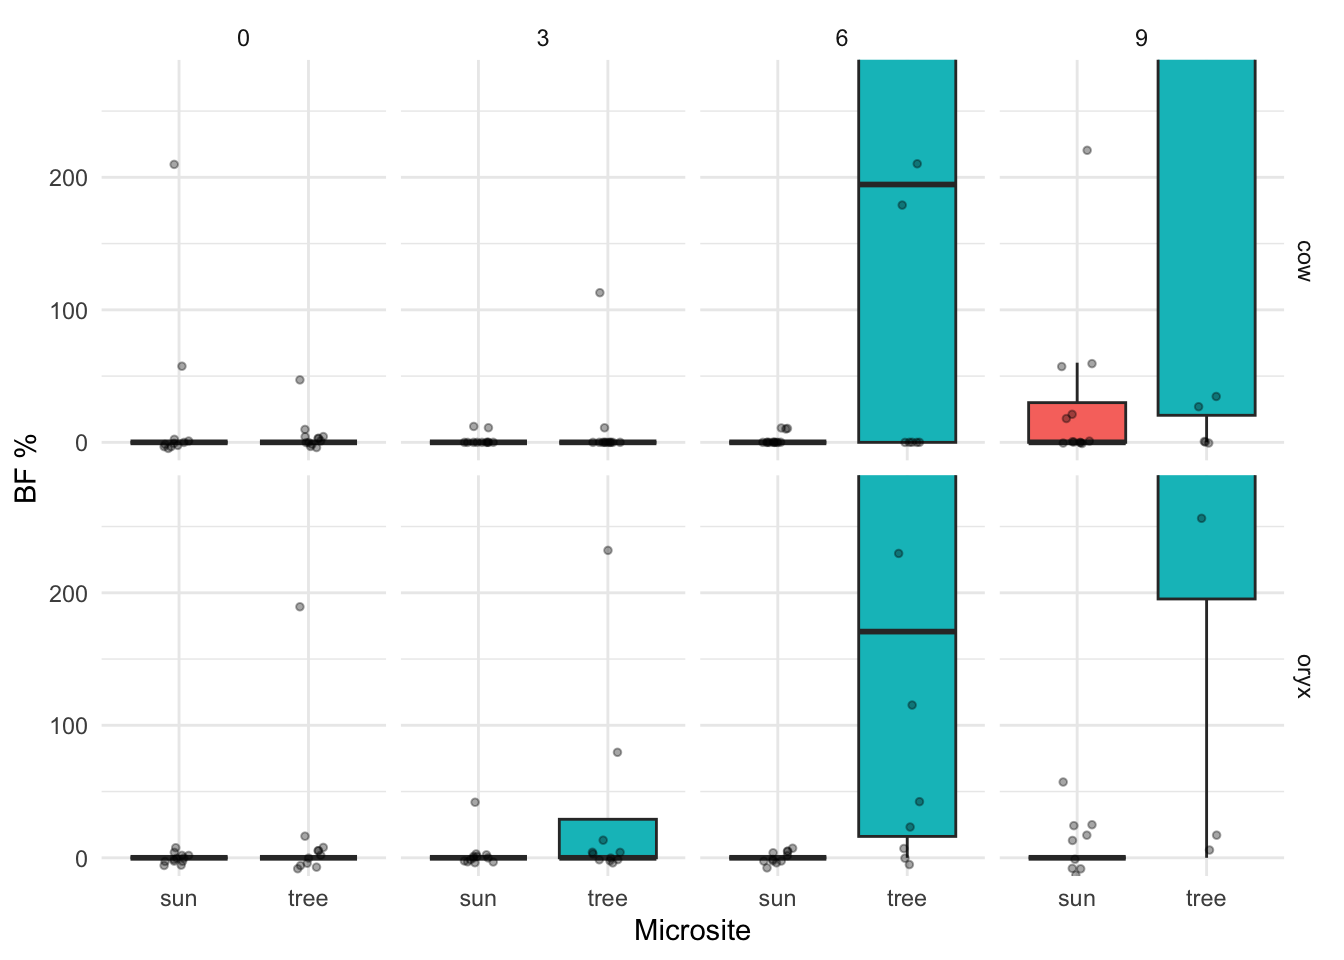 0 3 6 9
200
100
0
cow
BF %
200
100
0
oryx
sun tree sun tree sun tree sun tree
Microsite